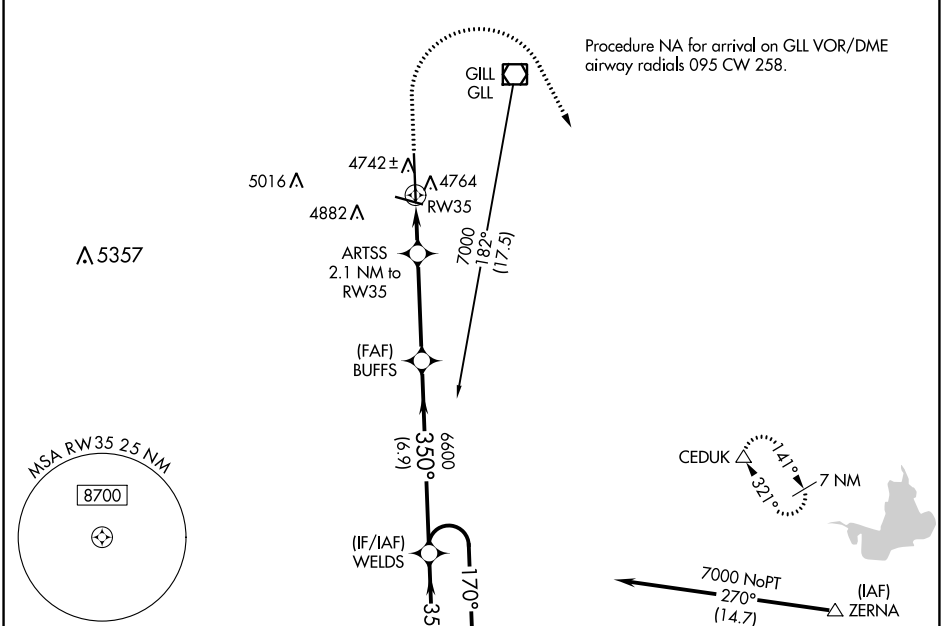 Procedure NA for arrival on GLL VOR/DME
airway radials 095 CW 258.
GILL
GLL
4742±
4764
5016
RW35
4882
5357
ARTSS
2.1 NM to
RW35
7000
182°
(17.5)
(FAF)
BUFFS
6600
350°
(6.9)
MSA RW35 25 NM
8700
CEDUK
141°
321°
7 NM
(IF/IAF)
WELDS
170°
35
7000 NoPT
270°
(14.7)
(IAF)
ZERNA